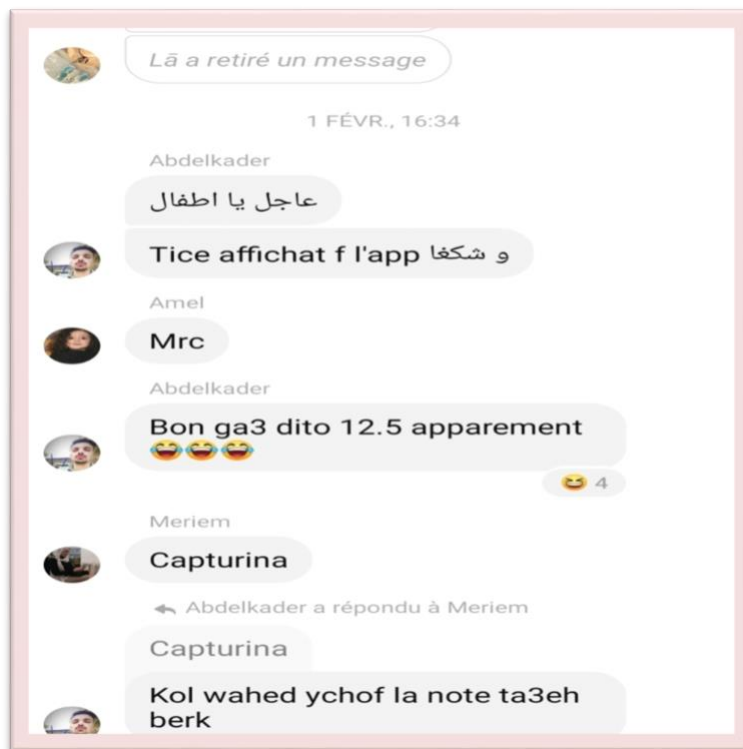 Lā a retiré un message
1 FÉVR., 16:34
Abdelkader
عاجل يا اطفال
Tice affichat f l'app و شكغا
Amel
Mrc
Abdelkader
Bon ga3 dito 12.5 apparement
😂😂😂
😆 4
Meriem
Capturina
Abdelkader a répondu à Meriem
Capturina
Kol wahed ychof la note ta3eh
berk